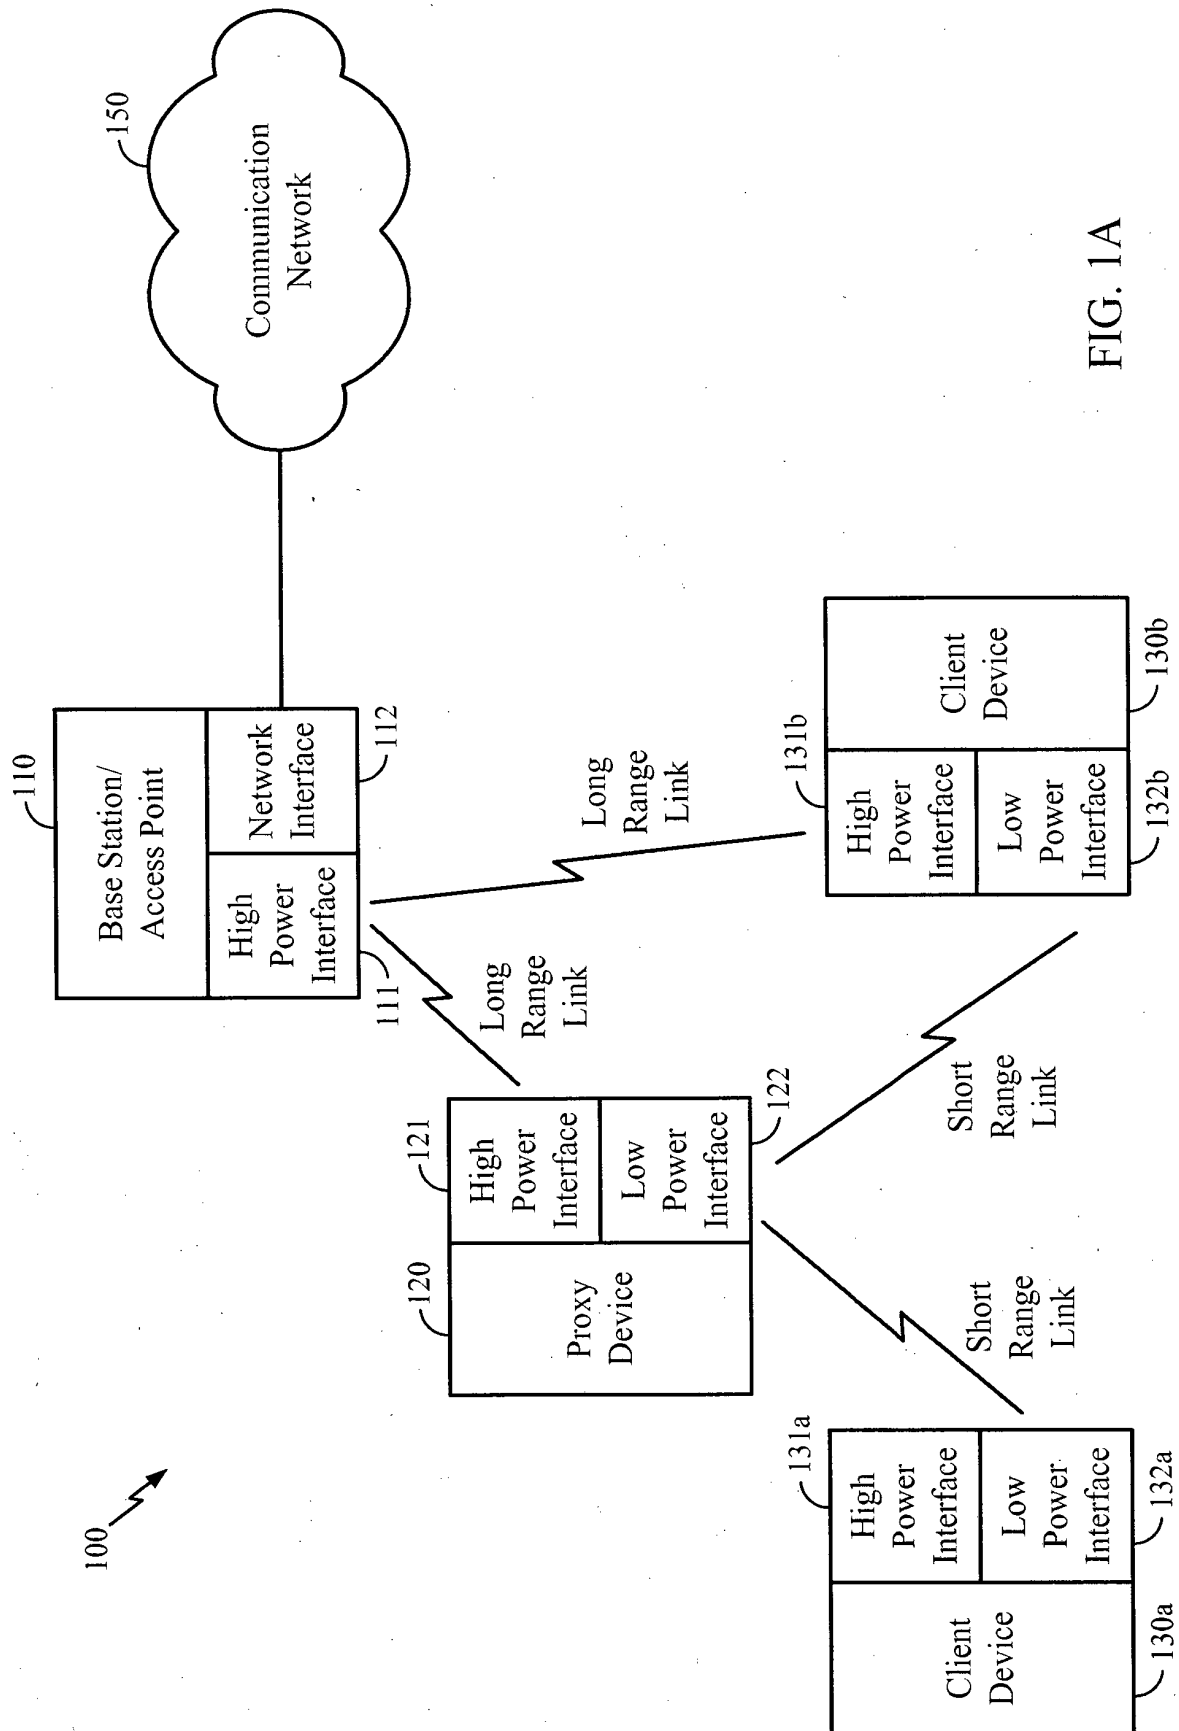 100
110
Base Station/
Access Point
High
Power
Interface
111
Network
Interface
112
150
Communication
Network
Long
Range
Link
Long
Range
Link
120
Proxy
Device
121
High
Power
Interface
Low
Power
Interface
122
Short
Range
Link
Short
Range
Link
130a
Client
Device
131a
High
Power
Interface
Low
Power
Interface
132a
131b
High
Power
Interface
Low
Power
Interface
132b
Client
Device
130b
FIG. 1A